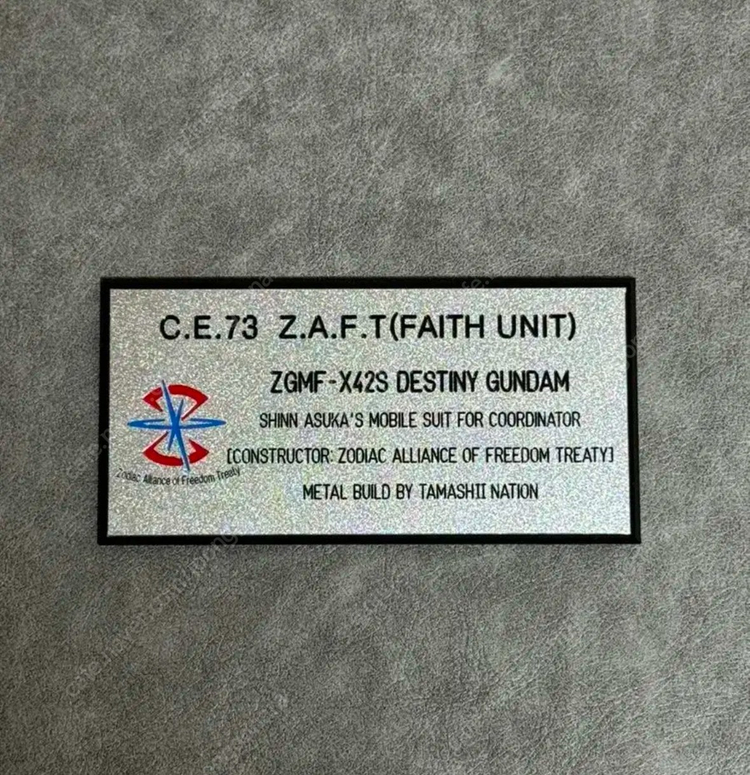 C.E.73 Z.A.F.T(FAITH UNIT)
ZGMF-X42S DESTINY GUNDAM
SHINN ASUKA'S MOBILE SUIT FOR COORDINATOR
[CONSTRUCTOR: ZODIAC ALLIANCE OF FREEDOM TREATY]
METAL BUILD BY TAMASHII NATION
Zodiac Alliance of Freedom Treaty